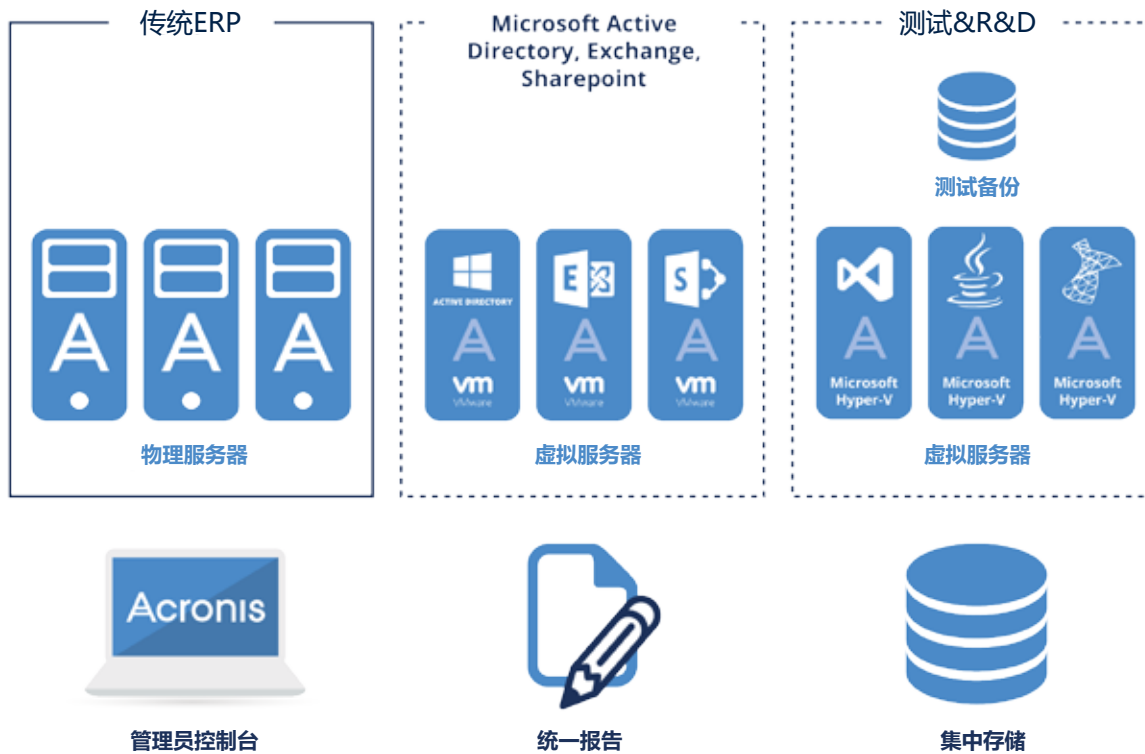 传统ERP
Microsoft Active
Directory, Exchange,
Sharepoint
测试&R&D
测试备份
ACTIVE DIRECTORY
E
S
A
A
A
A
A
A
A
A
A
vm
VMware
vm
VMware
vm
VMware
Microsoft
Hyper-V
Microsoft
Hyper-V
Microsoft
Hyper-V
物理服务器
虚拟服务器
虚拟服务器
Acronis
管理员控制台
统一报告
集中存储